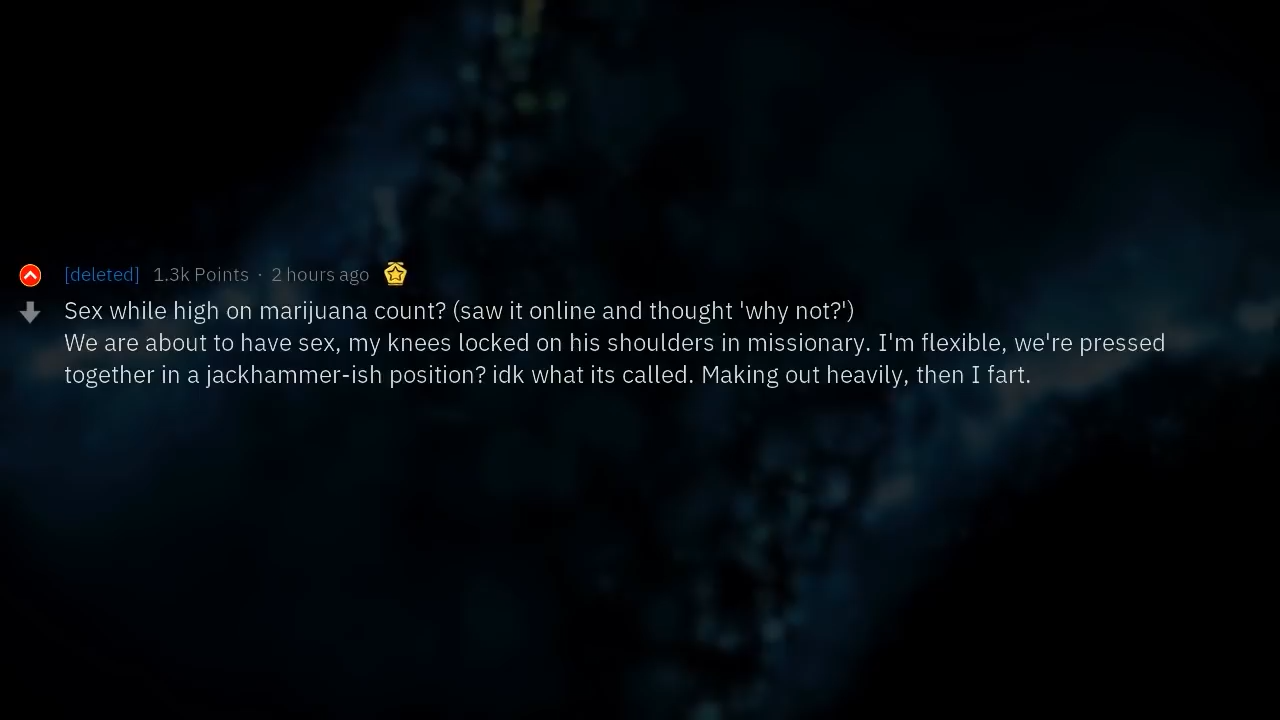 [deleted] 1.3k Points · 2 hours ago
Sex while high on marijuana count? (saw it online and thought 'why not?')
We are about to have sex, my knees locked on his shoulders in missionary. I'm flexible, we're pressed
together in a jackhammer-ish position? idk what its called. Making out heavily, then I fart.